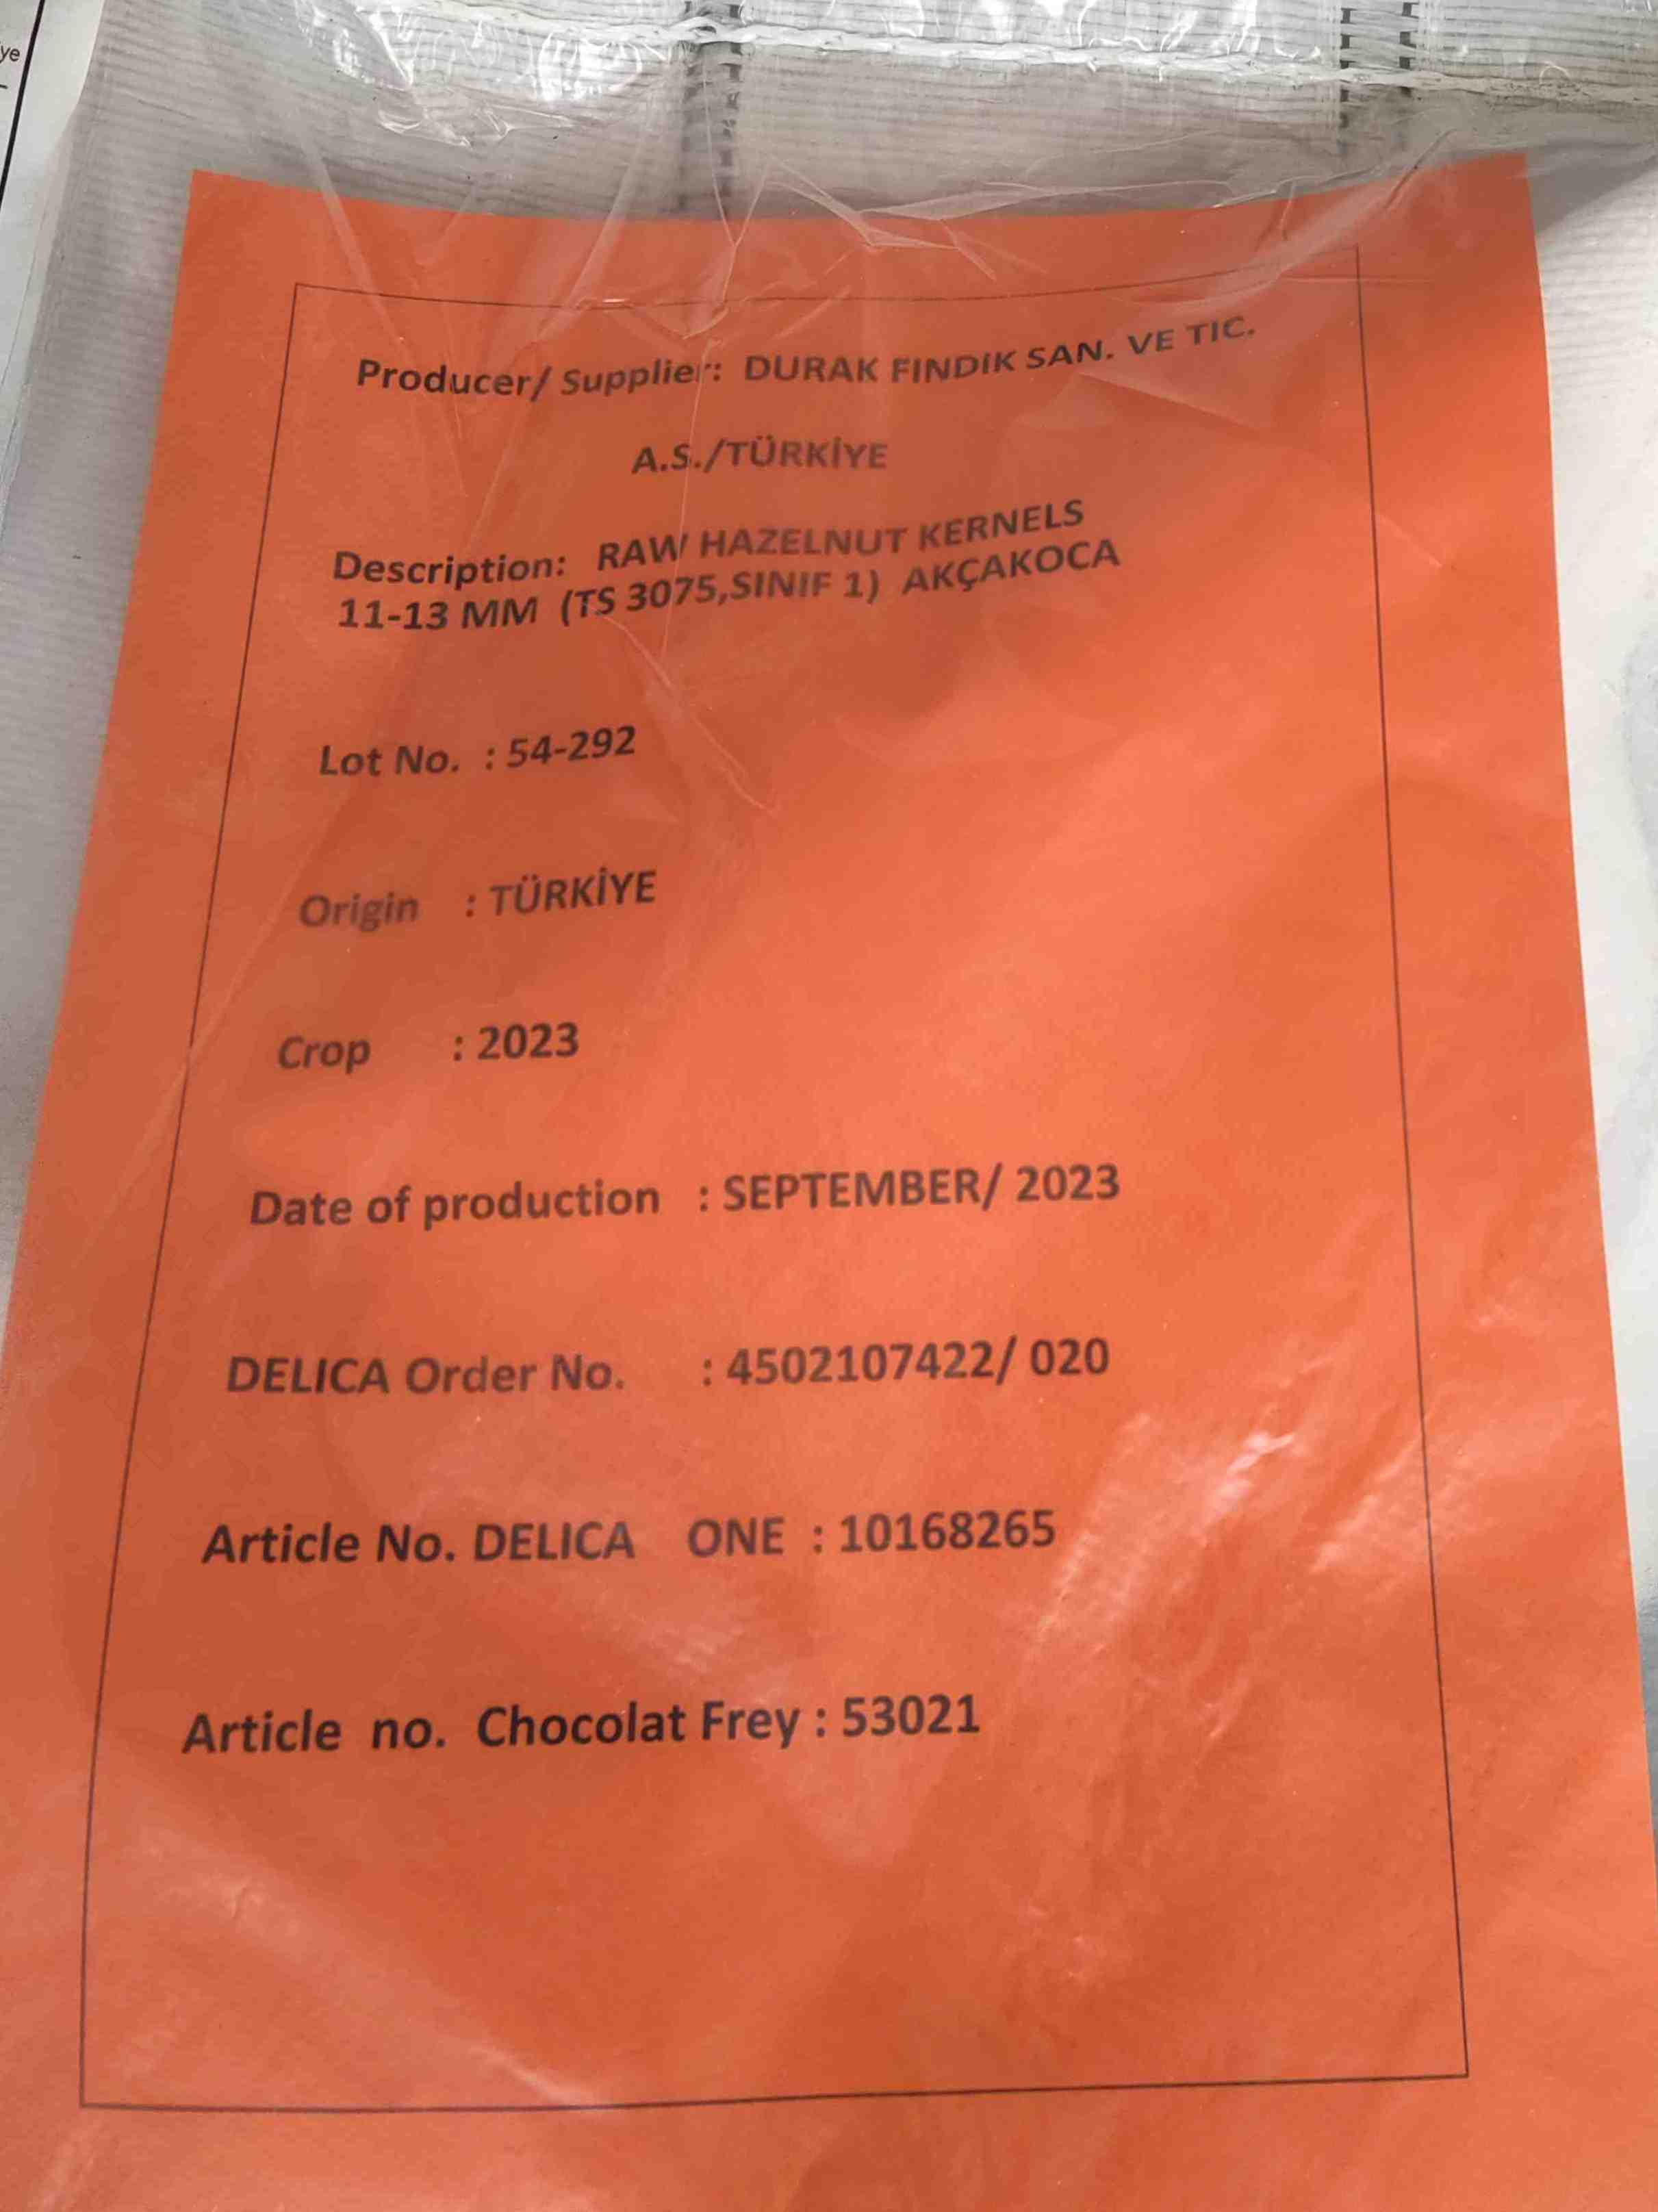 ye
Producer/ Supplier: DURAK FINDIK SAN. VE TIC.
A.S./TÜRKİYE
Description: RAW HAZELNUT KERNELS
11-13 MM (TS 3075,SINIF 1) AKÇAKOCA
Lot No. : 54-292
Origin : TÜRKİYE
Crop : 2023
Date of production : SEPTEMBER/ 2023
DELICA Order No. : 4502107422/ 020
Article No. DELICA ONE : 10168265
Article no. Chocolat Frey : 53021